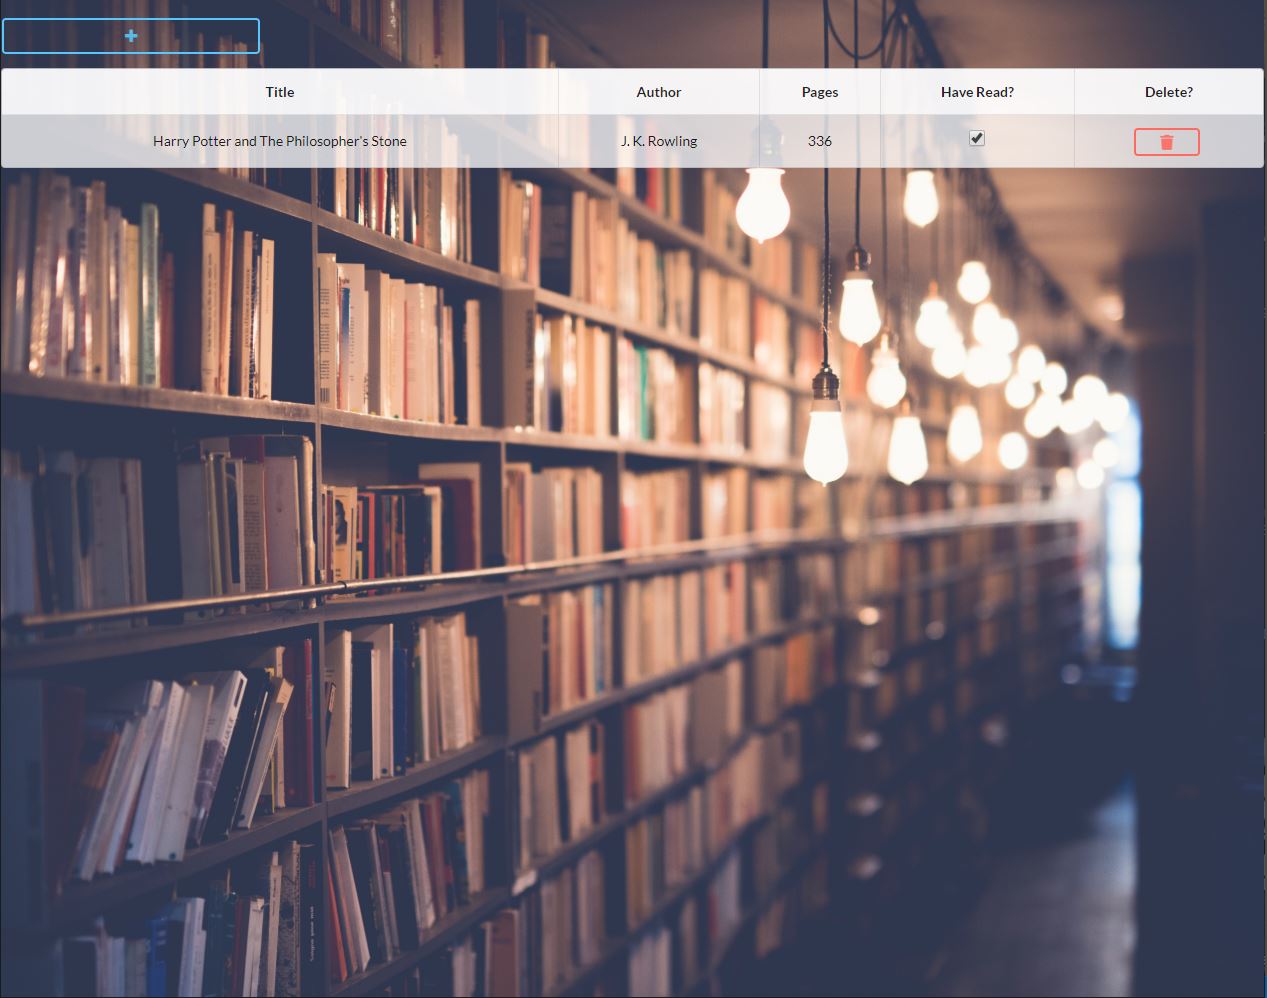 Title Author Pages Have Read? Delete?
Harry Potter and The Philosopher's Stone J. K. Rowling 336